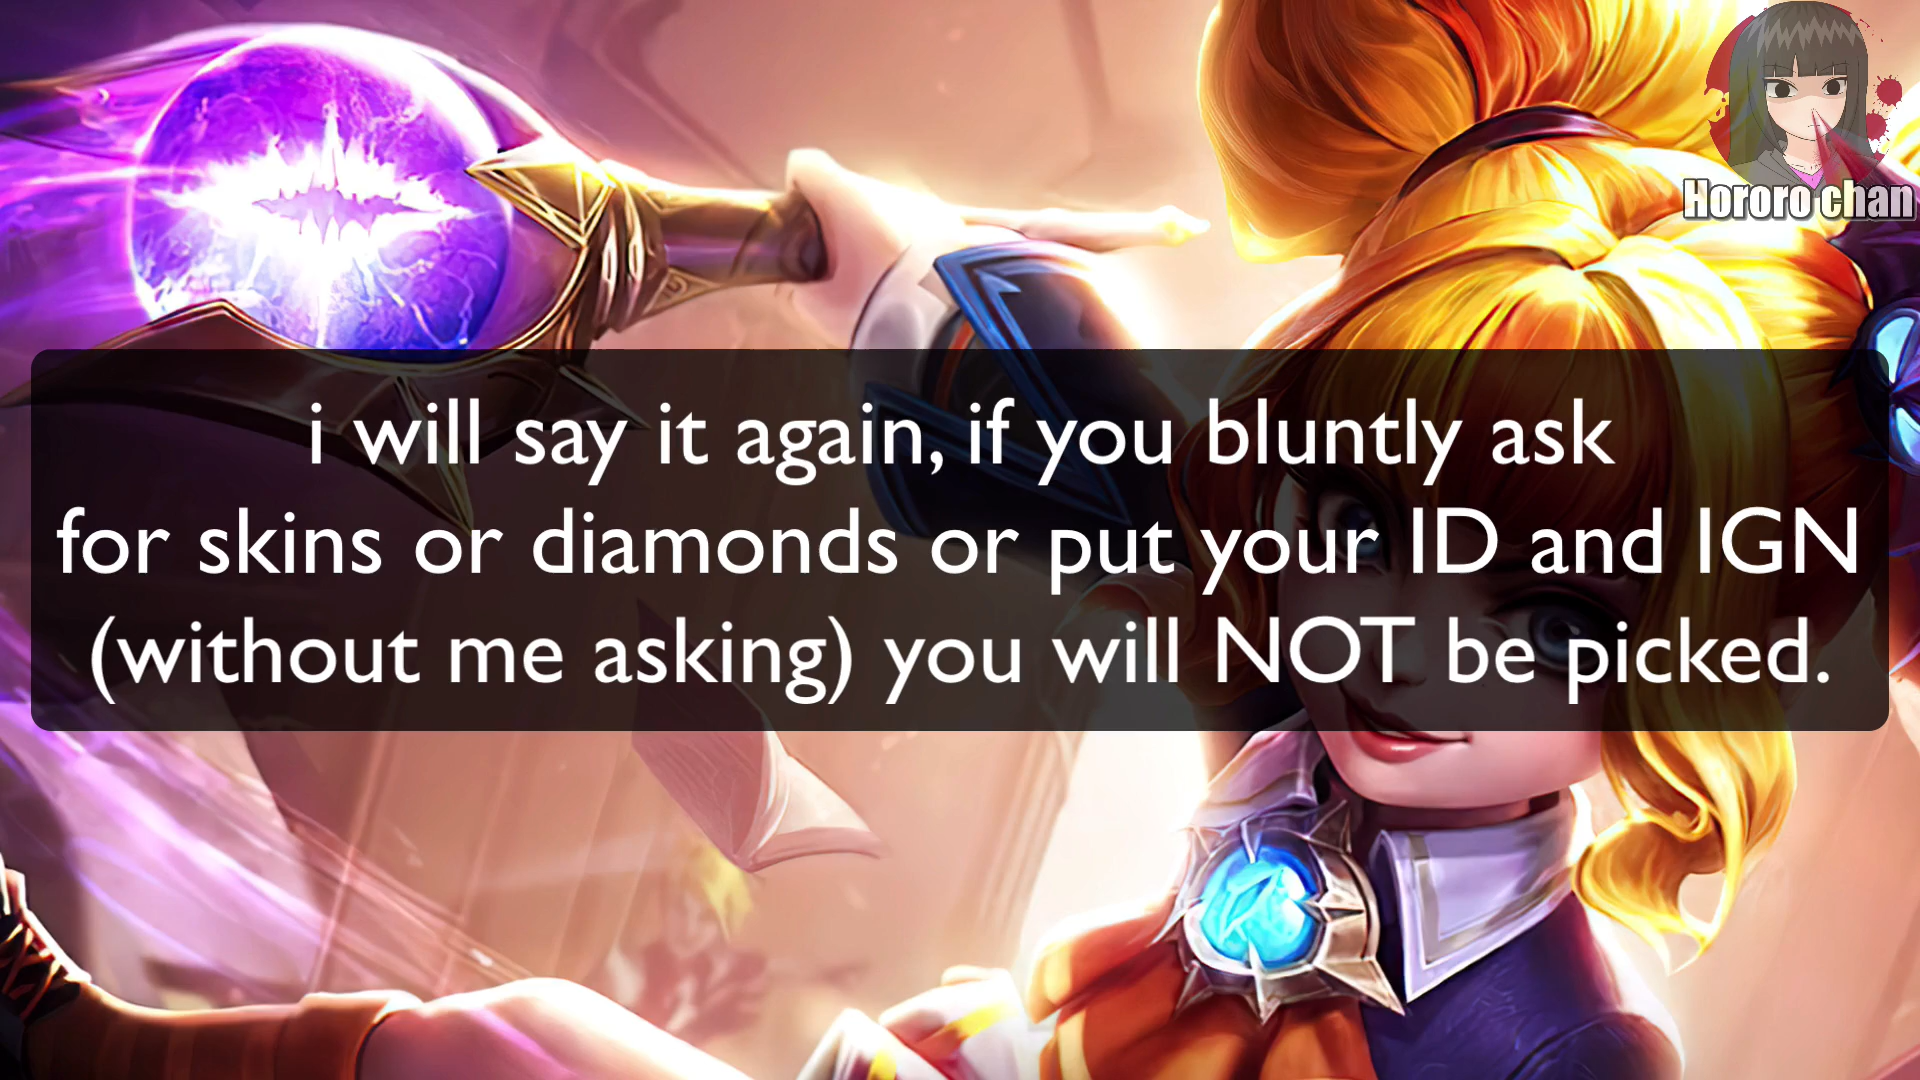 Hororo chan
i will say it again, if you bluntly ask
for skins or diamonds or put your ID and IGN
(without me asking) you will NOT be picked.